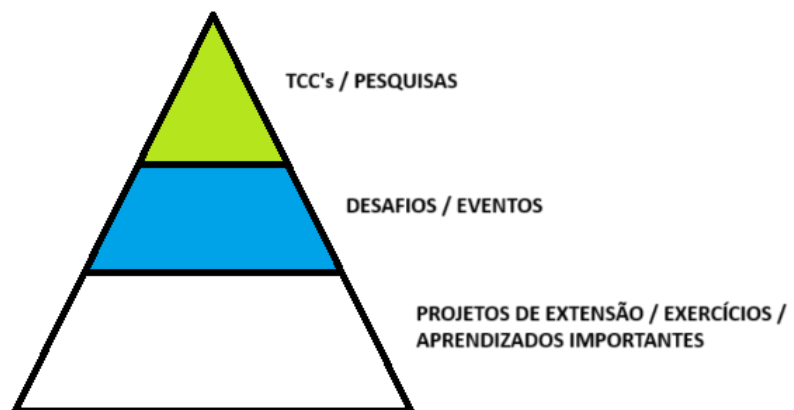 TCC's / PESQUISAS
DESAFIOS / EVENTOS
PROJETOS DE EXTENSÃO / EXERCÍCIOS /
APRENDIZADOS IMPORTANTES